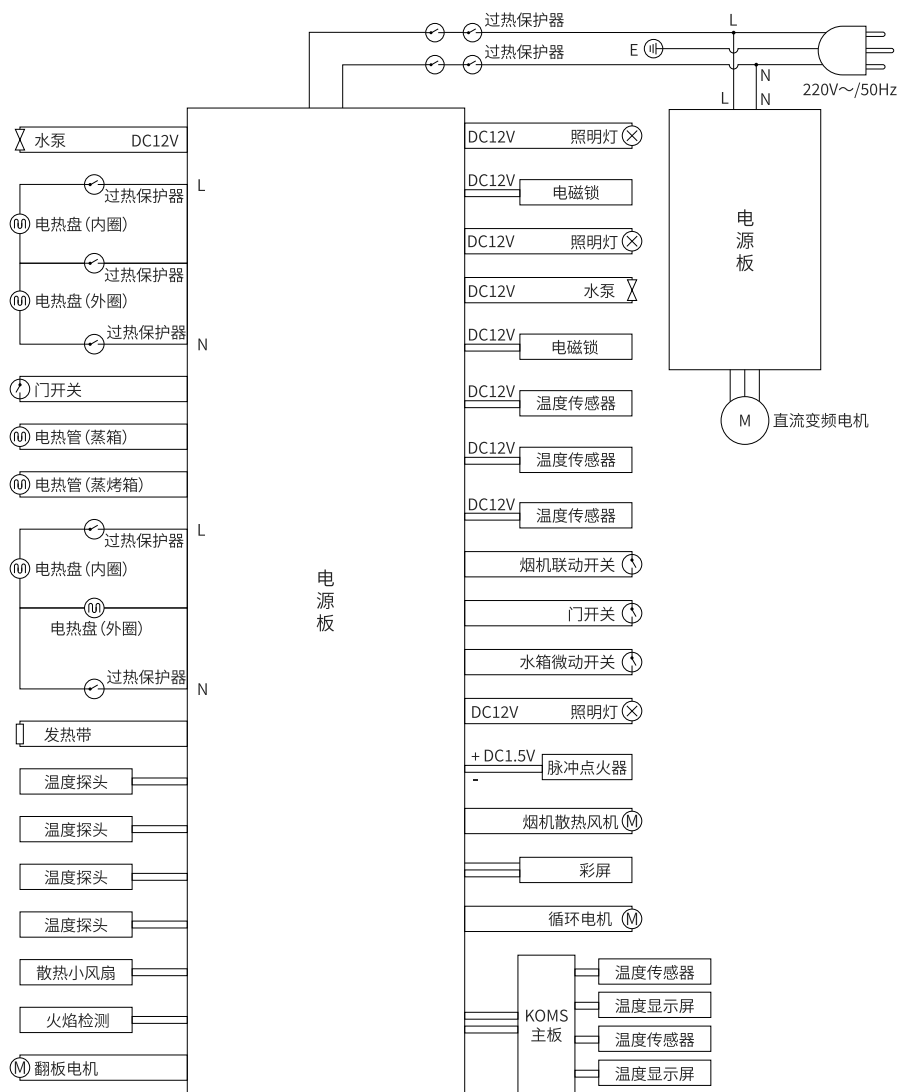 过热保护器
L
过热保护器
E
N
220V～/50Hz
L
N
水泵 DC12V
L
过热保护器
电热盘(内圈)
过热保护器
电热盘(外圈)
过热保护器
N
门开关
电热管(蒸箱)
电热管(蒸烤箱)
L
过热保护器
电热盘(内圈)
电热盘(外圈)
过热保护器
N
发热带
温度探头
温度探头
温度探头
温度探头
散热小风扇
火焰检测
M 翻板电机
电
源
板
DC12V 照明灯
DC12V
电磁锁
DC12V 照明灯
DC12V 水泵
DC12V
电磁锁
DC12V
温度传感器
DC12V
温度传感器
DC12V
温度传感器
烟机联动开关
门开关
水箱微动开关
DC12V 照明灯
+ DC1.5V
-
脉冲点火器
烟机散热风机 M
彩屏
循环电机 M
KOMS
主板
温度传感器
温度显示屏
温度传感器
温度显示屏
电
源
板
M 直流变频电机